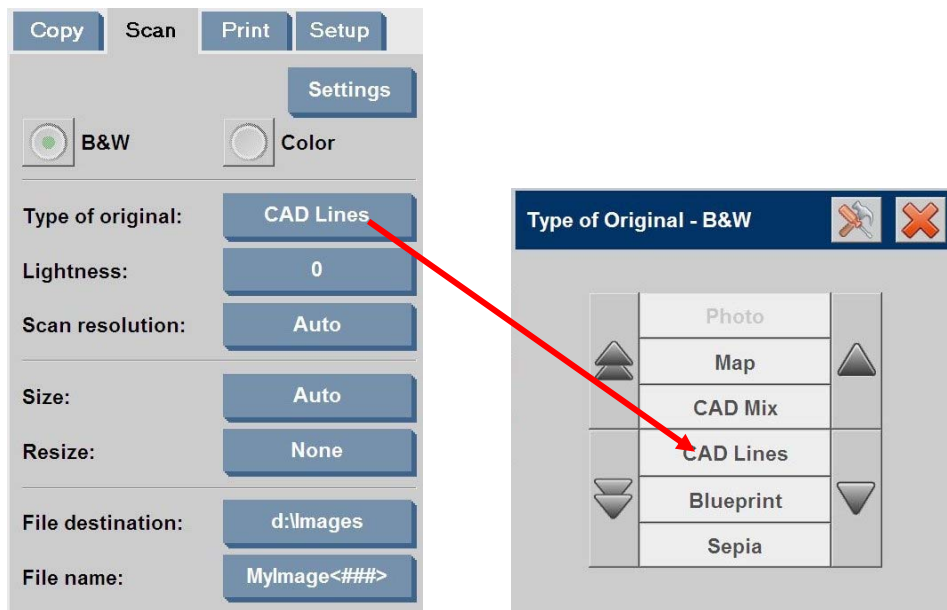 Copy Scan Print Setup
Settings
B&W Color
Type of original: CAD Lines
Lightness: 0
Scan resolution: Auto
Size: Auto
Resize: None
File destination: d:\Images
File name: MyImage<###>
Type of Original - B&W
Photo
Map
CAD Mix
CAD Lines
Blueprint
Sepia